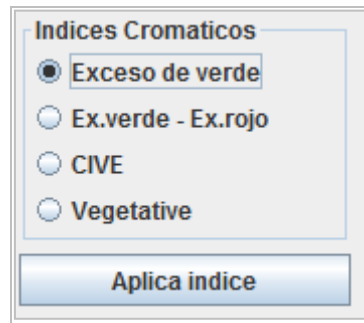 Indices Cromaticos
Exceso de verde
Ex.verde - Ex.rojo
CIVE
Vegetative
Aplica indice